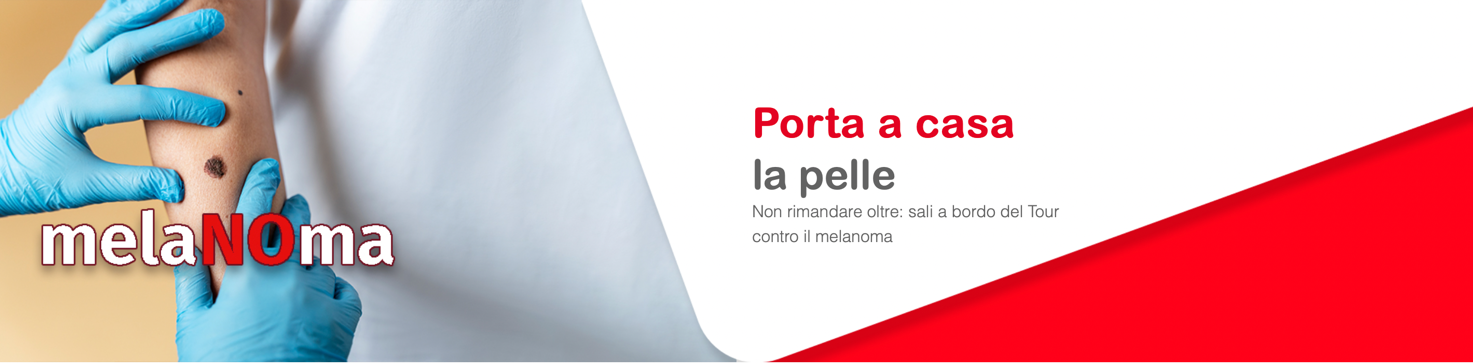 melaNOma
Porta a casa
la pelle
Non rimandare oltre: sali a bordo del Tour
contro il melanoma